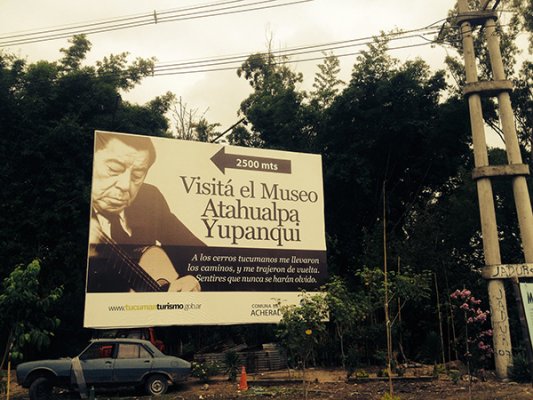 2500 mts
Visitá el Museo
Atahualpa
Yupanqui
A los cerros tucumanos me llevaron
los caminos, y me trajeron de vuelta.
Sentires que nunca se harán olvido.
www.tucumanturismo.gob.ar
COMUNA
ACHERAL